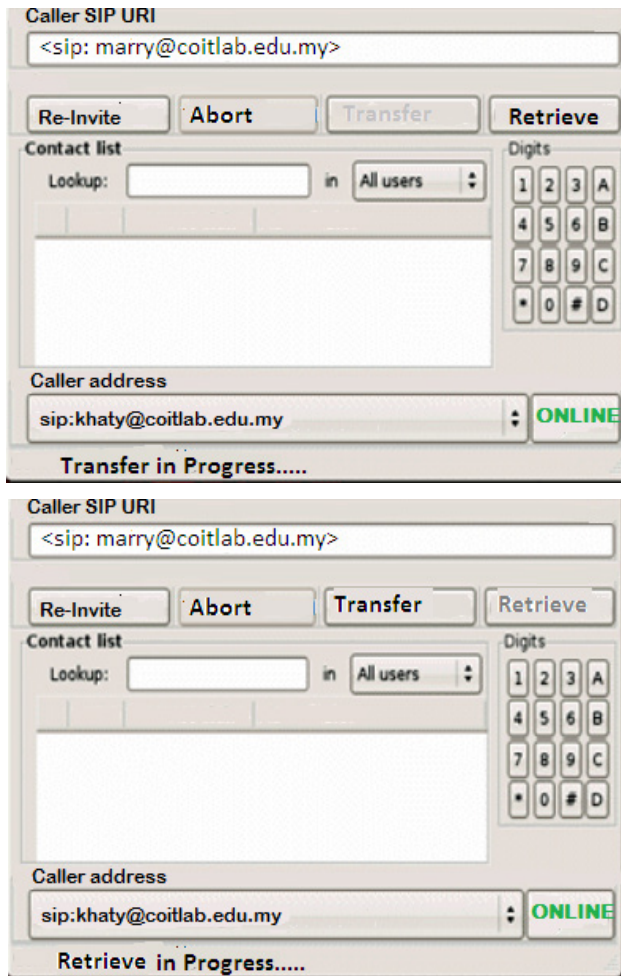 Caller SIP URI
<sip: marry@coitlab.edu.my>
Re-Invite Abort Transfer Retrieve
Contact list Digits
Lookup: in All users
1 2 3 A
4 5 6 B
7 8 9 C
* 0 # D
Caller address
sip:khaty@coitlab.edu.my ONLINE
Transfer in Progress.....
Caller SIP URI
<sip: marry@coitlab.edu.my>
Re-Invite Abort Transfer Retrieve
Contact list Digits
Lookup: in All users
1 2 3 A
4 5 6 B
7 8 9 C
* 0 # D
Caller address
sip:khaty@coitlab.edu.my ONLINE
Retrieve in Progress.....